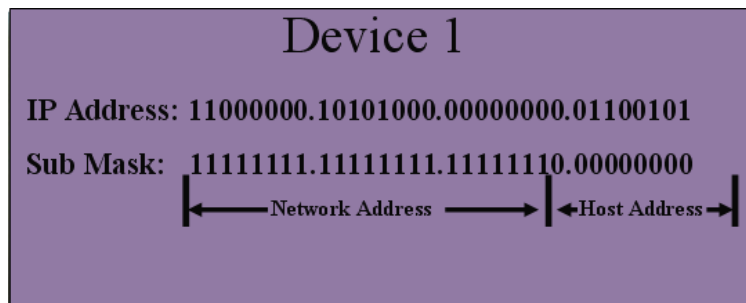 Device 1
IP Address: 11000000.10101000.00000000.01100101
Sub Mask: 11111111.11111111.11111110.00000000
Network Address Host Address